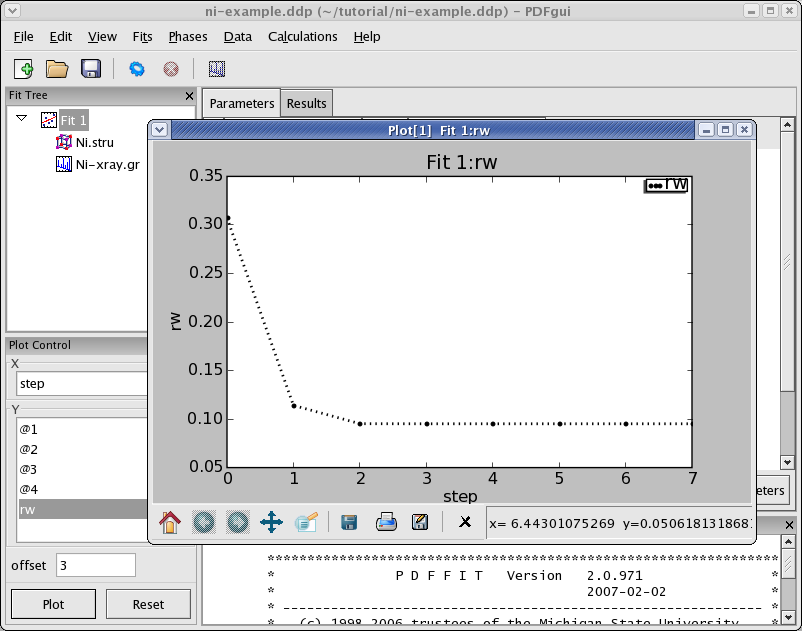 ni-example.ddp (~/tutorial/ni-example.ddp) - PDFgui
File Edit View Fits Phases Data Calculations Help
Fit Tree
Fit 1
Ni.stru
Ni-xray.gr
Parameters Results
Plot[1] Fit 1:rw
Fit 1:rw
rw
0.35
0.30
0.25
0.20
0.15
0.10
0.05
rw
0 1 2 3 4 5 6 7
step
x= 6.44301075269 y=0.050618131868
Plot Control
X
step
Y
@1
@2
@3
@4
rw
offset 3
Plot Reset
eters
****************************************************************
* P D F F I T Version 2.0.971 *
* 2007-02-02 *
* ------------------------------------------------------------ *
* (c) 1998-2006 trustees of the Michigan State University *